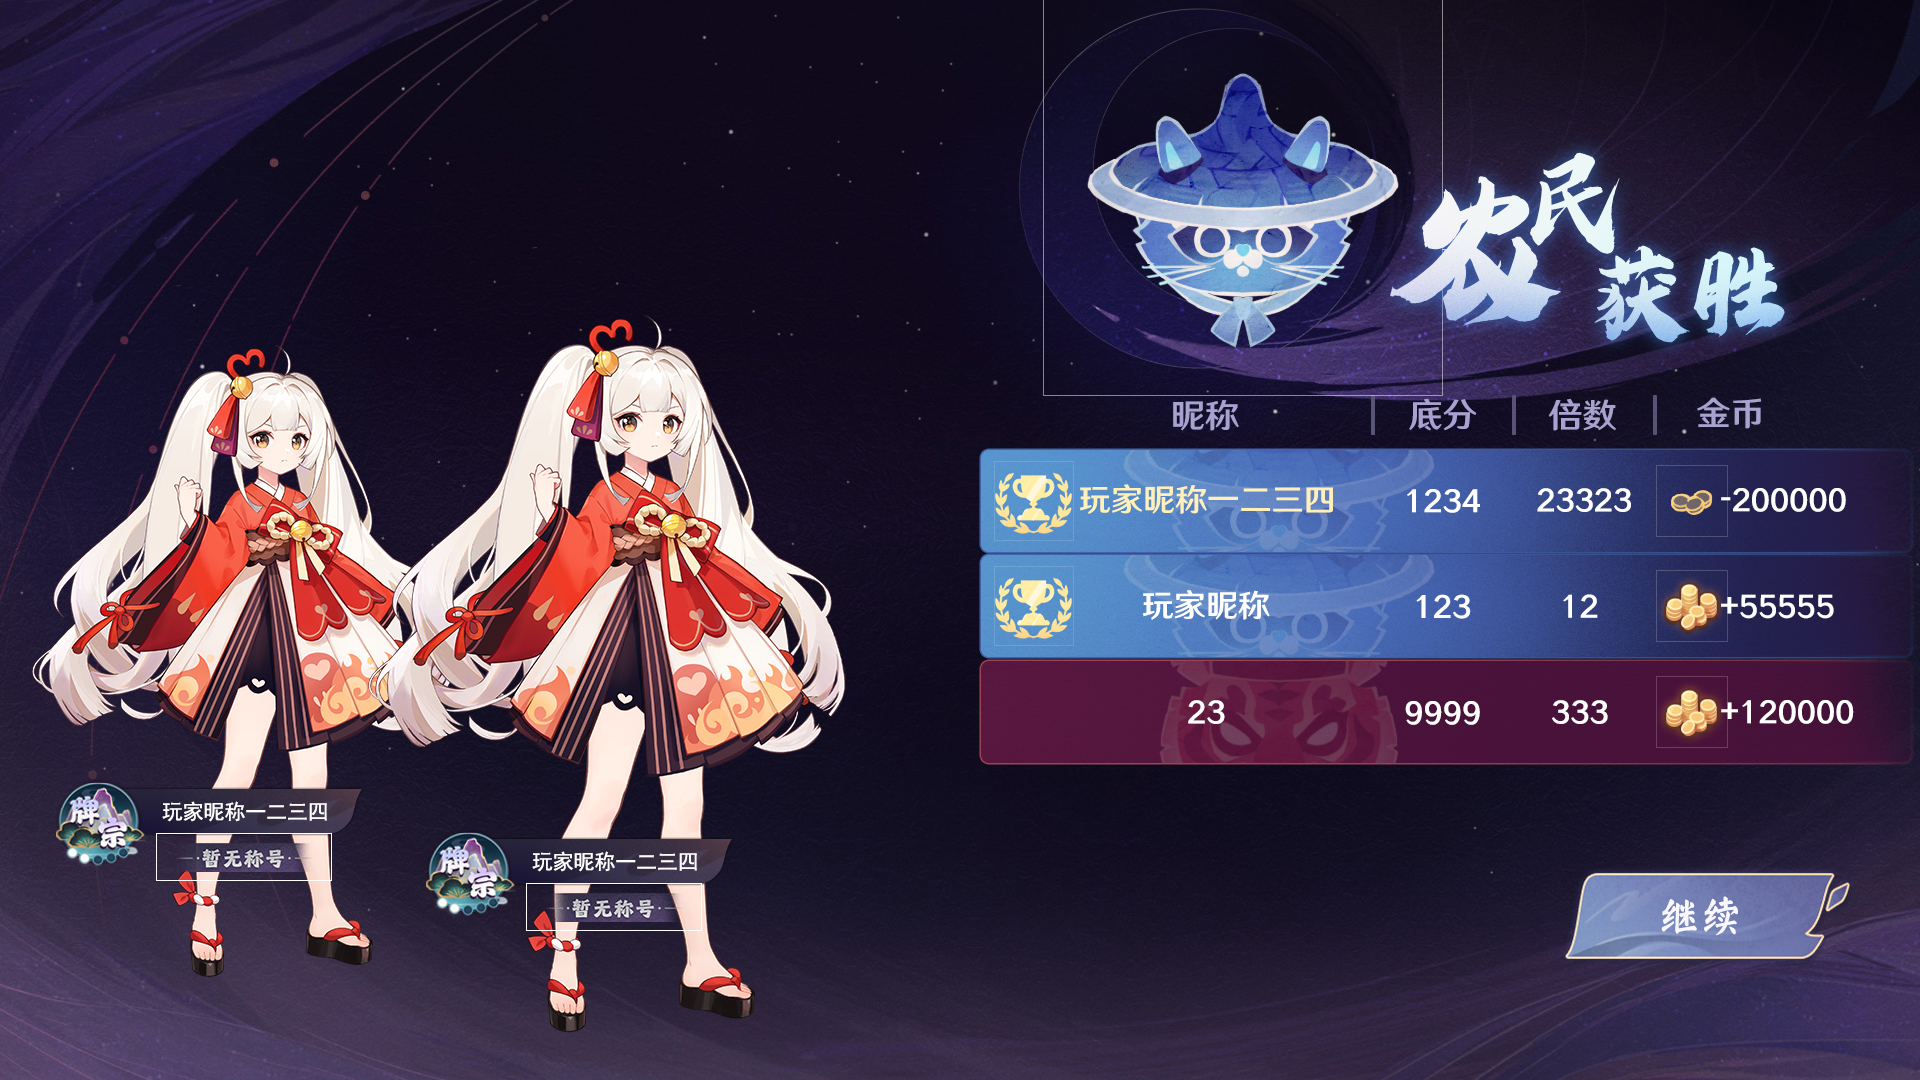 农民
获胜
昵称 底分 倍数 金币
玩家昵称一二三四 1234 23323 -200000
玩家昵称 123 12 +55555
23 9999 333 +120000
牌宗
玩家昵称一二三四
暂无称号
牌宗
玩家昵称一二三四
暂无称号
继续